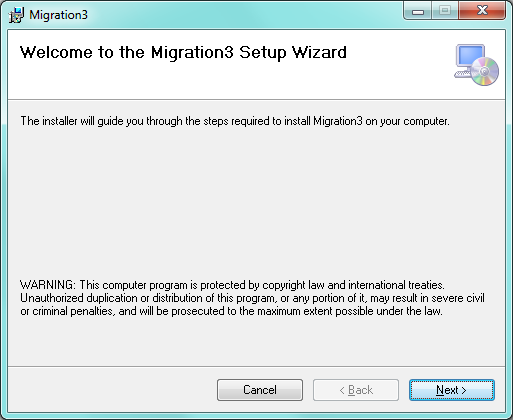 Migration3
Welcome to the Migration3 Setup Wizard
The installer will guide you through the steps required to install Migration3 on your computer.
WARNING: This computer program is protected by copyright law and international treaties.
Unauthorized duplication or distribution of this program, or any portion of it, may result in severe civil
or criminal penalties, and will be prosecuted to the maximum extent possible under the law.
Cancel
< Back
Next >